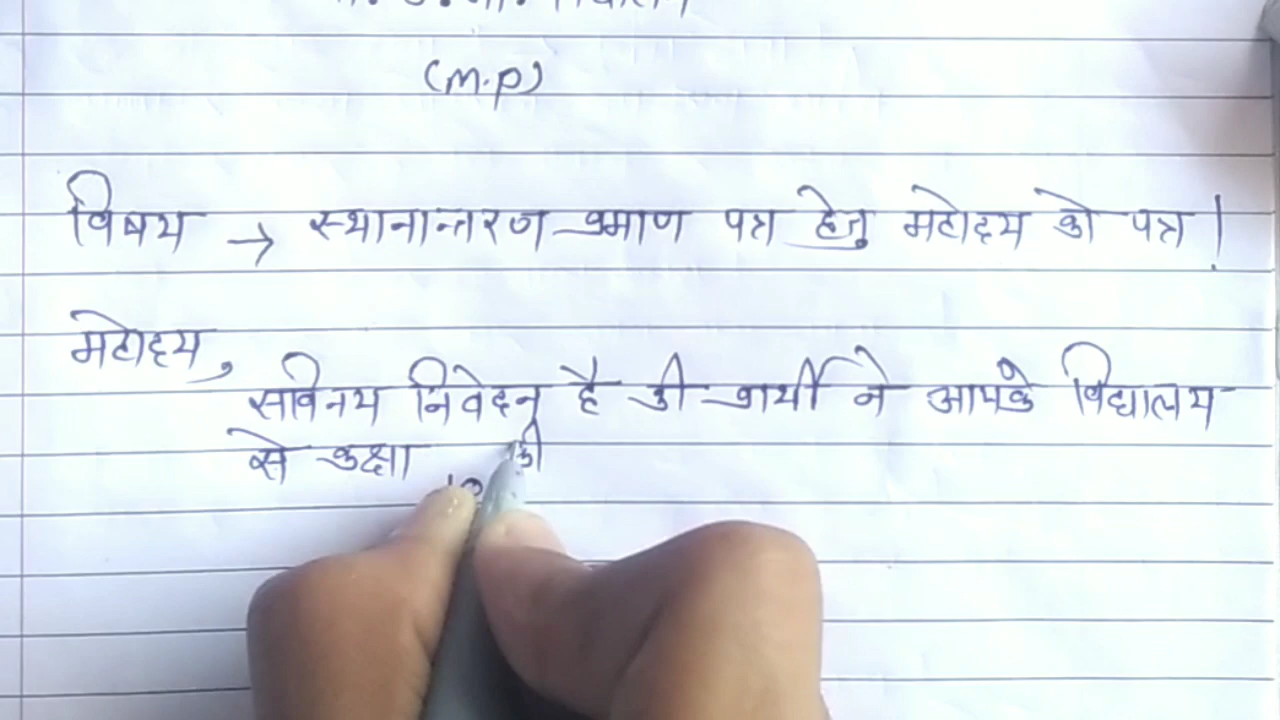 (M.P)
विषय → स्थानान्तरण प्रमाण पत्र हेतु महोदय को पत्र।
महोदय,
सविनय निवेदन है की प्रार्थी ने आपके विद्यालय
से कक्षा की